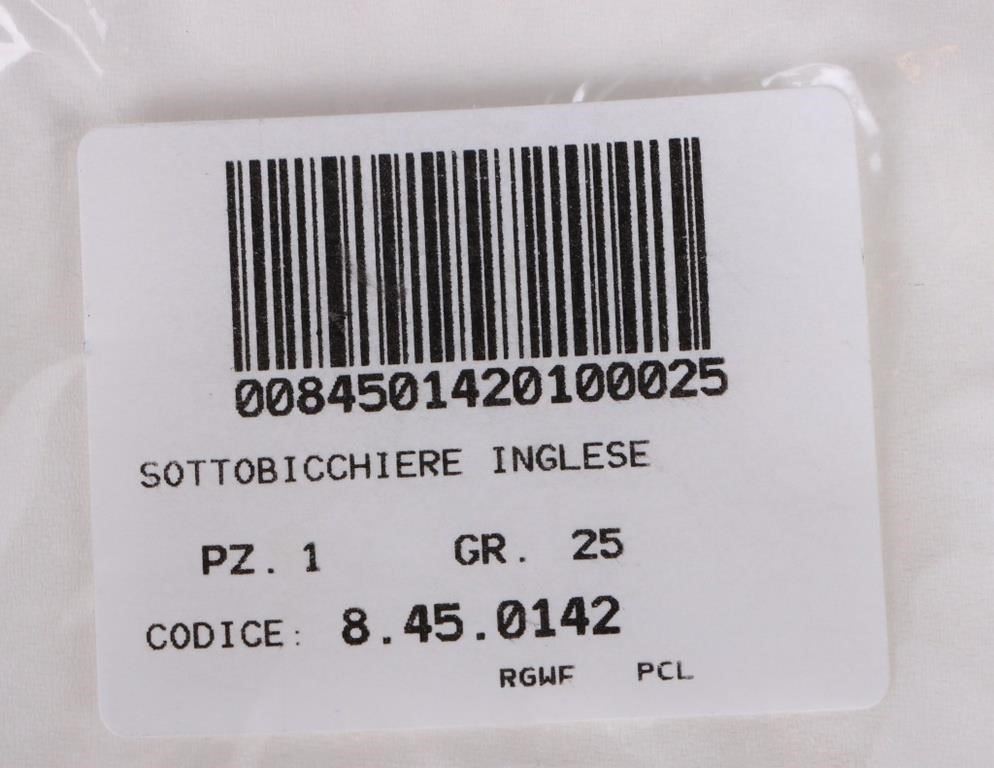 0084501420100025
SOTTOBICCHIERE INGLESE
PZ. 1 GR. 25
CODICE: 8.45.0142
RGWF PCL